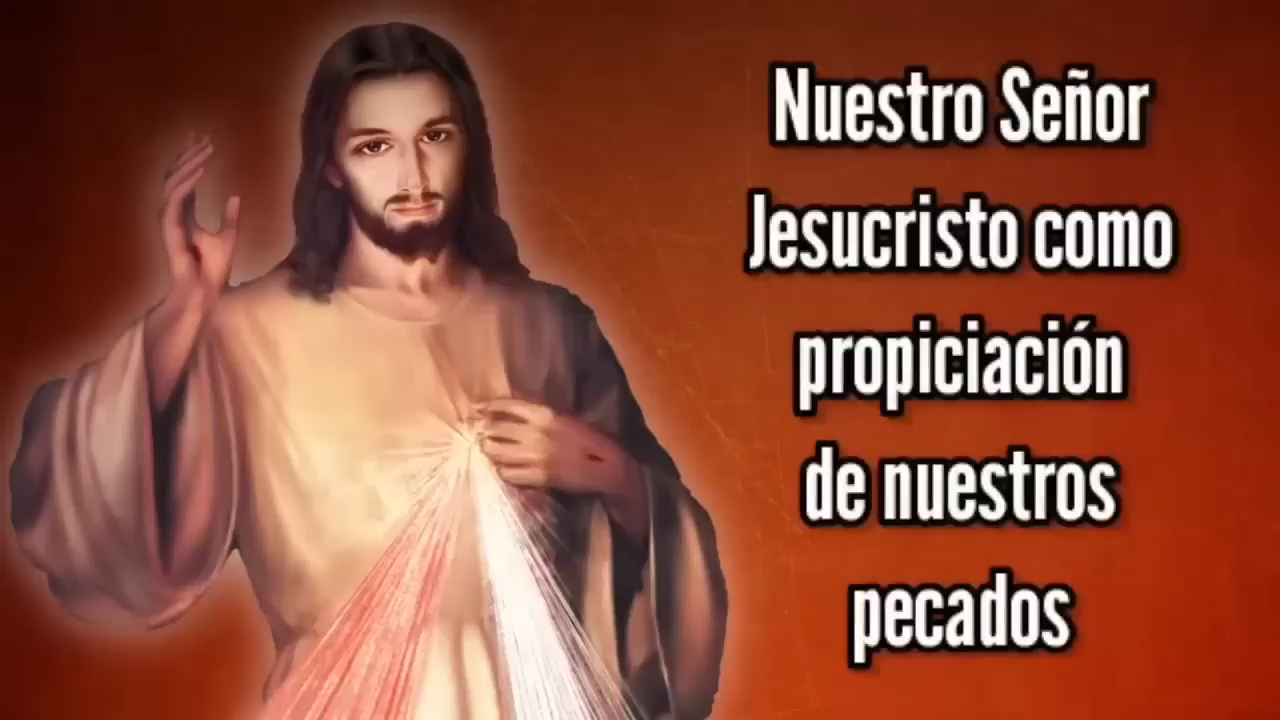 Nuestro Señor
Jesucristo como
propiciación
de nuestros
pecados